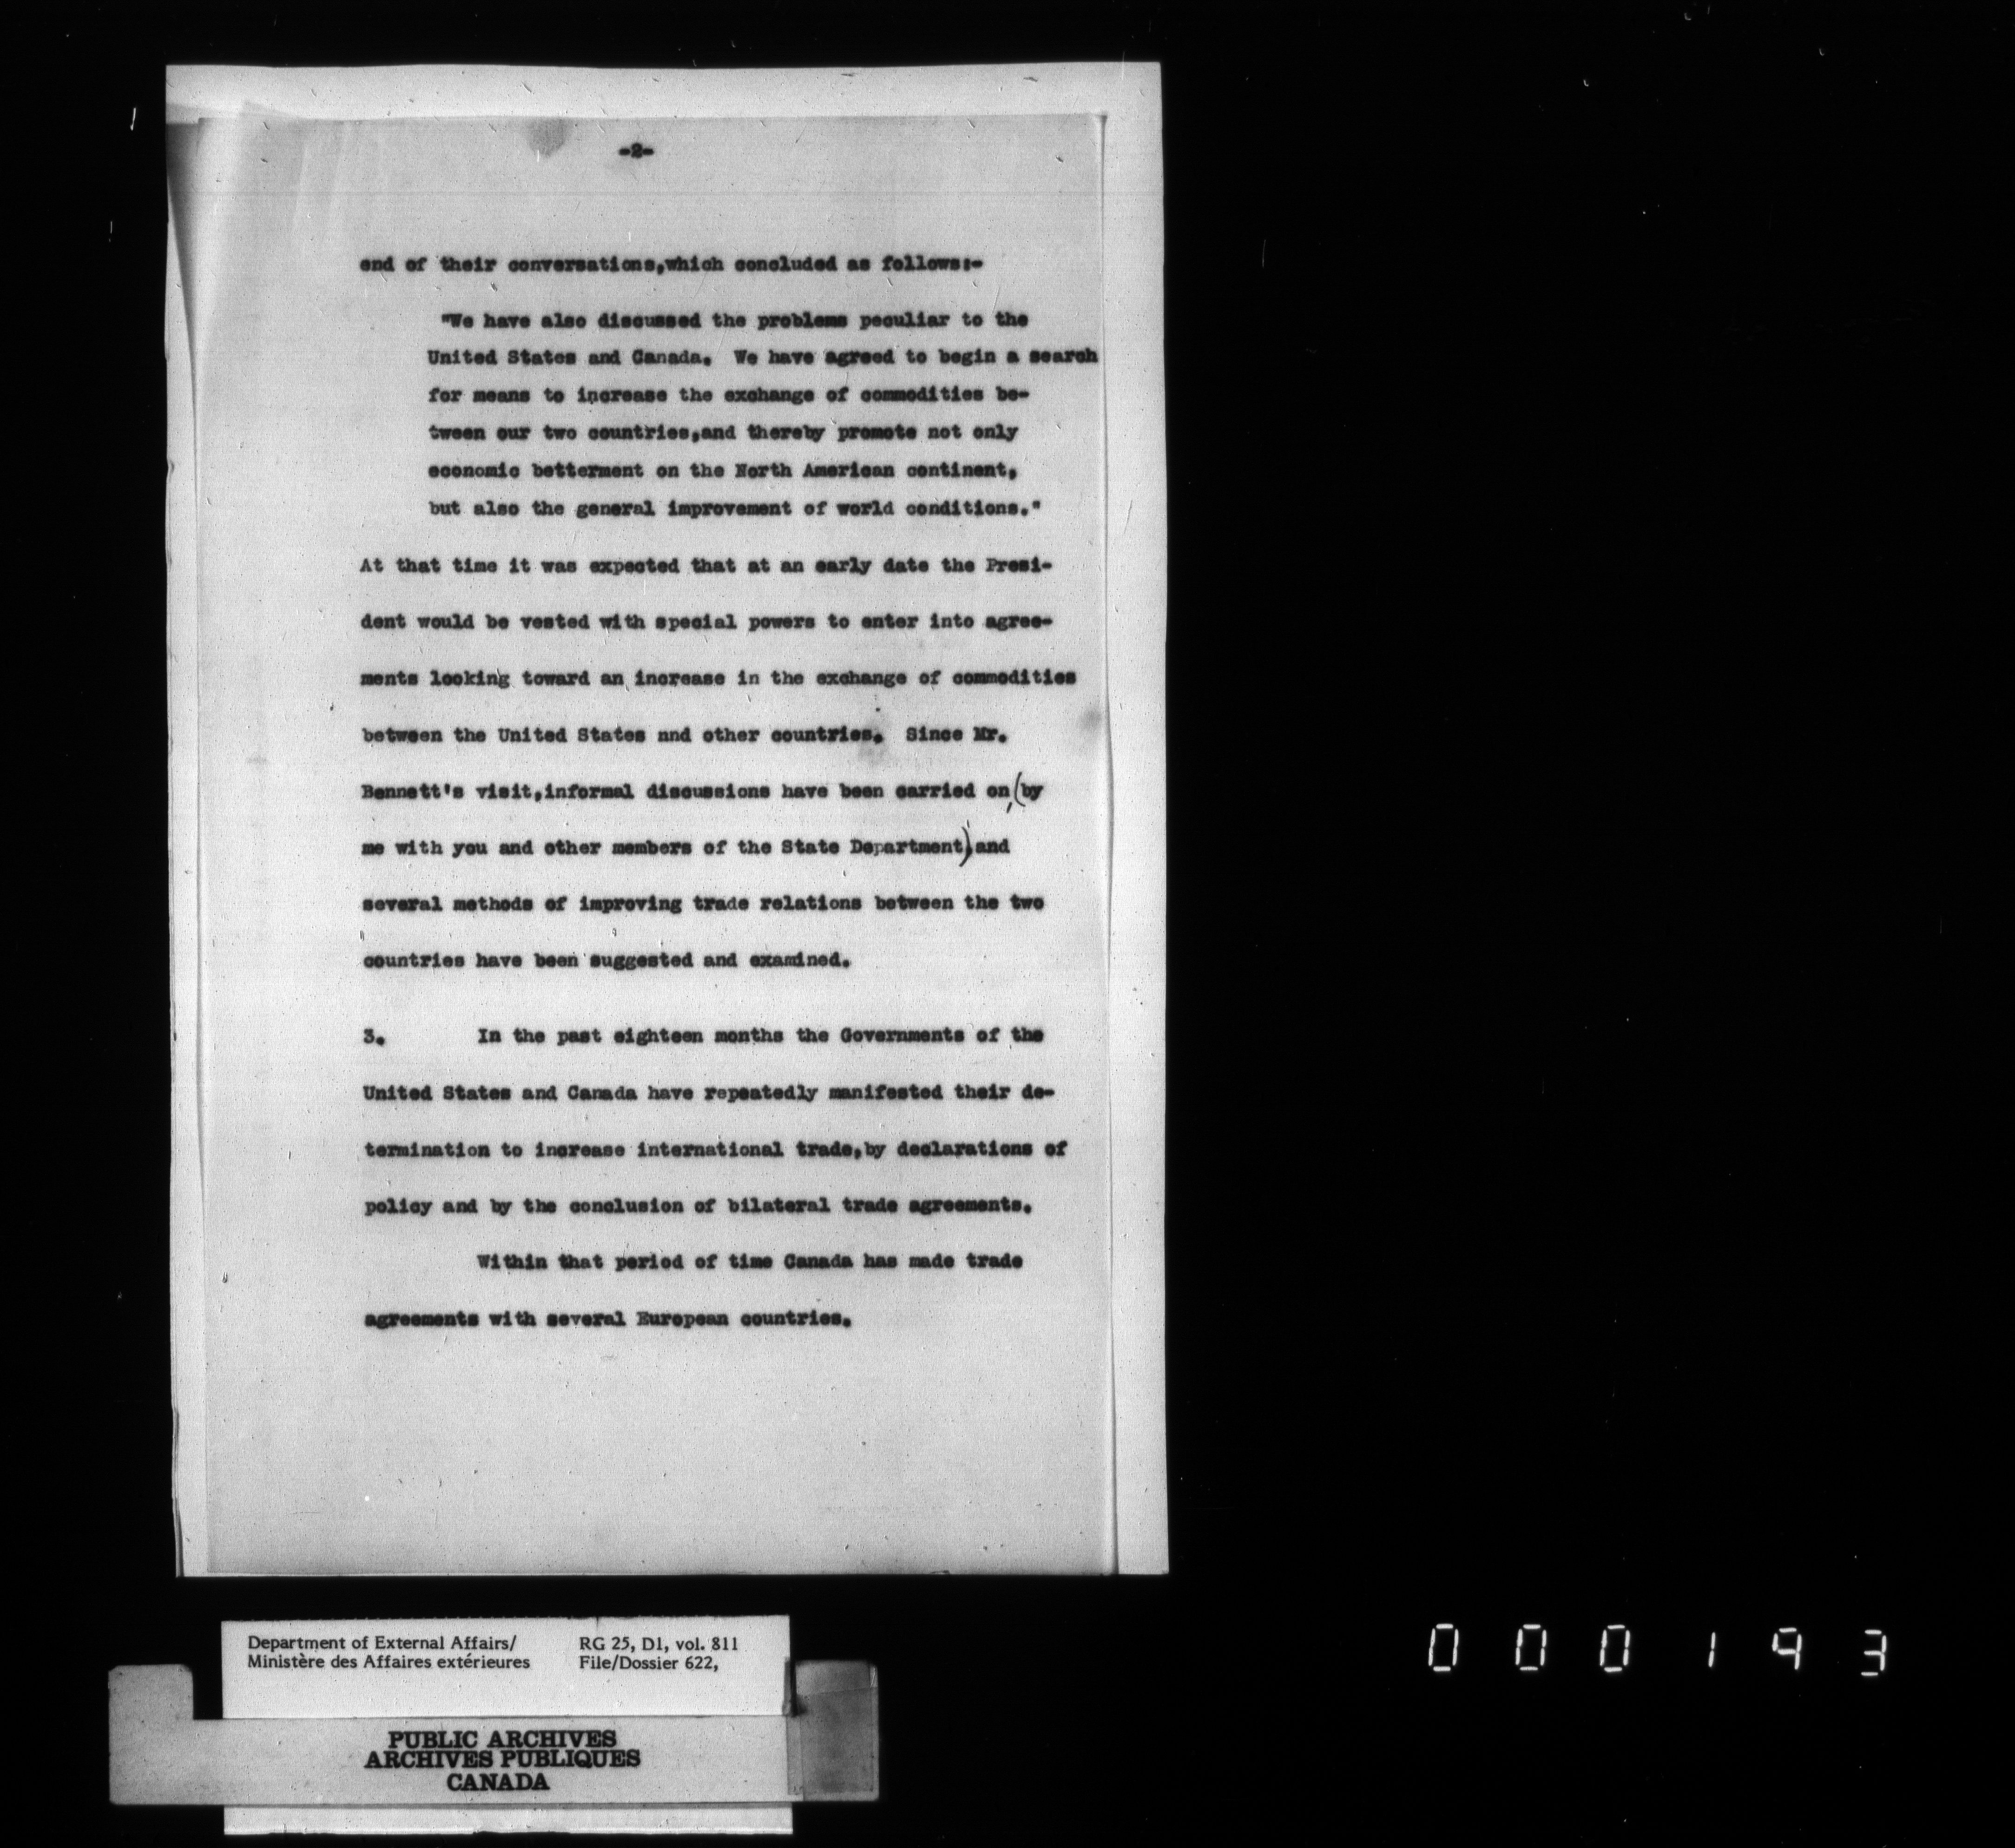 -2-
end of their conversations,which concluded as follows:-
"We have also discussed the problems peculiar to the
United States and Canada. We have agreed to begin a search
for means to increase the exchange of commodities be-
tween our two countries,and thereby promote not only
economic betterment on the North American continent,
but also the general improvement of world conditions."
At that time it was expected that at an early date the Presi-
dent would be vested with special powers to enter into agree-
ments looking toward an increase in the exchange of commodities
between the United States nnd other countries. Since Mr.
Bennett's visit,informal discussions have been carried on,(by
me with you and other members of the State Department),and
several methods of improving trade relations between the two
countries have been suggested and examined.
3. In the past eighteen months the Governments of the
United States and Canada have repeatedly manifested their de-
termination to increase international trade,by declarations of
policy and by the conclusion of bilateral trade agreements.
Within that period of time Canada has made trade
agreements with several European countries.
Department of External Affairs/ RG 25, D1, vol. 811
Ministère des Affaires extérieures File/Dossier 622,
PUBLIC ARCHIVES
ARCHIVES PUBLIQUES
CANADA
000193